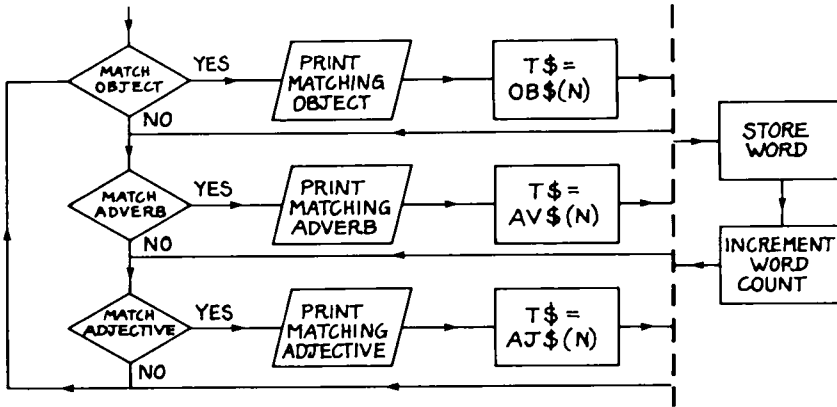 MATCH
OBJECT
YES
NO
PRINT
MATCHING
OBJECT
T$=
OB$(N)
STORE
WORD
MATCH
ADVERB
YES
NO
PRINT
MATCHING
ADVERB
T$=
AV$(N)
INCREMENT
WORD
COUNT
MATCH
ADJECTIVE
YES
NO
PRINT
MATCHING
ADJECTIVE
T$=
AJ$(N)